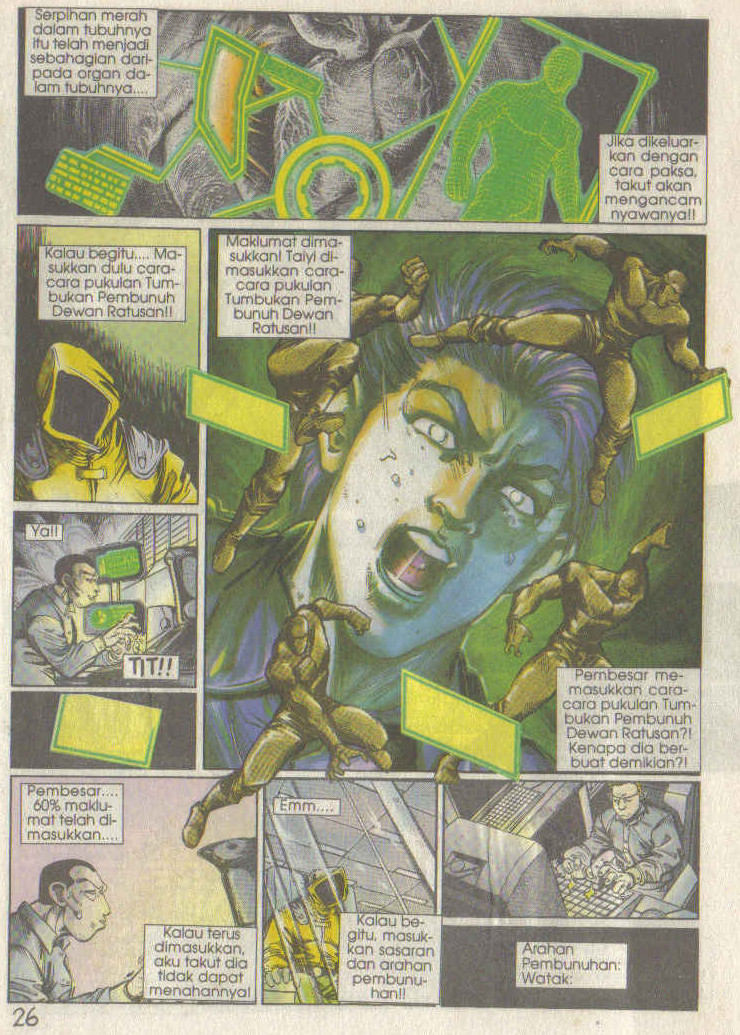 Serpihan merah
dalam tubuhnya
itu telah menjadi
sebahagian dari-
pada organ da-
lam tubuhnya....
Jika dikeluar-
kan dengan
cara paksa,
takut akan
mengancam
nyawanya!!
Kalau begitu.... Ma-
sukkan dulu cara-
cara pukulan Tum-
bukan Pembunuh
Dewan Ratusan!!
Maklumat dima-
sukkan! Taiyi di-
masukkan cara-
cara pukulan
Tumbukan Pem-
bunuh Dewan
Ratusan!!
Ya!!
TIT!!
Pembesar me-
masukkan cara-
cara pukulan Tum-
bukan Pembunuh
Dewan Ratusan?!
Kenapa dia ber-
buat demikian?!
Pembesar....
60% maklu-
mat telah di-
masukkan....
Kalau terus
dimasukkan,
aku takut dia
tidak dapat
menahannya!
Emm....
Kalau be-
gitu, masuk-
kan sasaran
dan arahan
pembunu-
han!!
Arahan
Pembunuhan:
Watak:
26